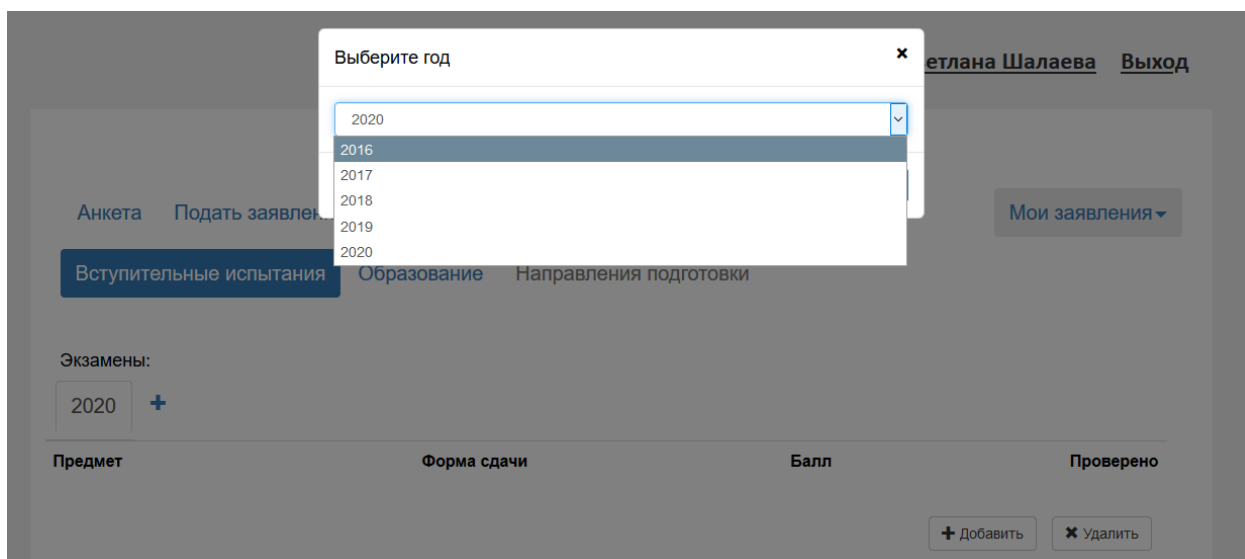 Выберите год
ветлана Шалаева Выход
2020
2016
2017
2018
2019
2020
Анкета Подать заявлен
Мои заявления
Вступительные испытания Образование Направления подготовки
Экзамены:
2020
Предмет Форма сдачи Балл Проверено
Добавить Удалить